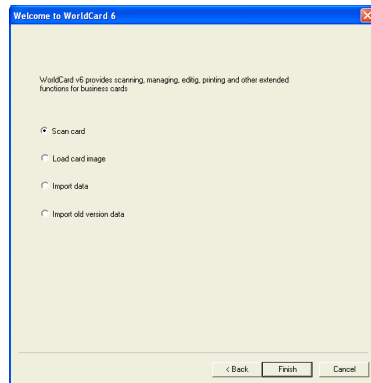 Welcome to WorldCard 6
WorldCard v6 provides scanning, managing, editig, printing and other extended
functions for business cards
Scan card
Load card image
Import data
Import old version data
< Back
Finish
Cancel